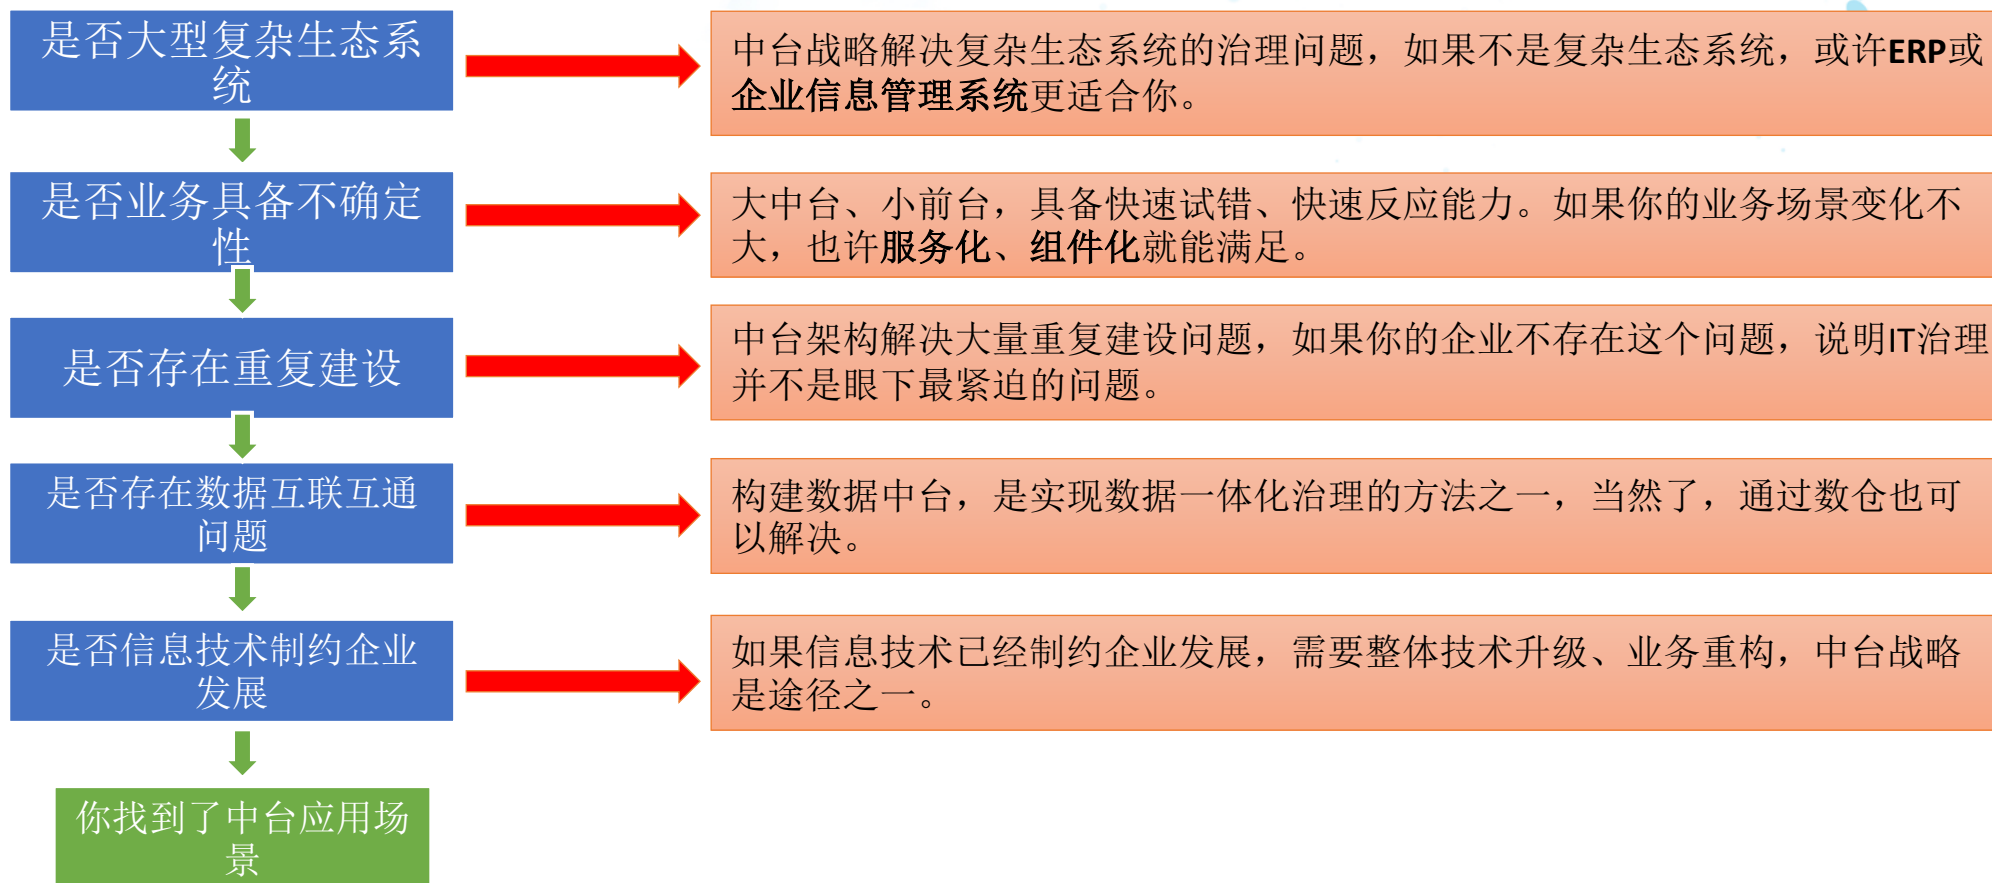 是否大型复杂生态系
统
中台战略解决复杂生态系统的治理问题，如果不是复杂生态系统，或许ERP或
企业信息管理系统更适合你。
是否业务具备不确定
性
大中台、小前台，具备快速试错、快速反应能力。如果你的业务场景变化不
大，也许服务化、组件化就能满足。
是否存在重复建设
中台架构解决大量重复建设问题，如果你的企业不存在这个问题，说明IT治理
并不是眼下最紧迫的问题。
是否存在数据互联互通
问题
构建数据中台，是实现数据一体化治理的方法之一，当然了，通过数仓也可
以解决。
是否信息技术制约企业
发展
如果信息技术已经制约企业发展，需要整体技术升级、业务重构，中台战略
是途径之一。
你找到了中台应用场
景